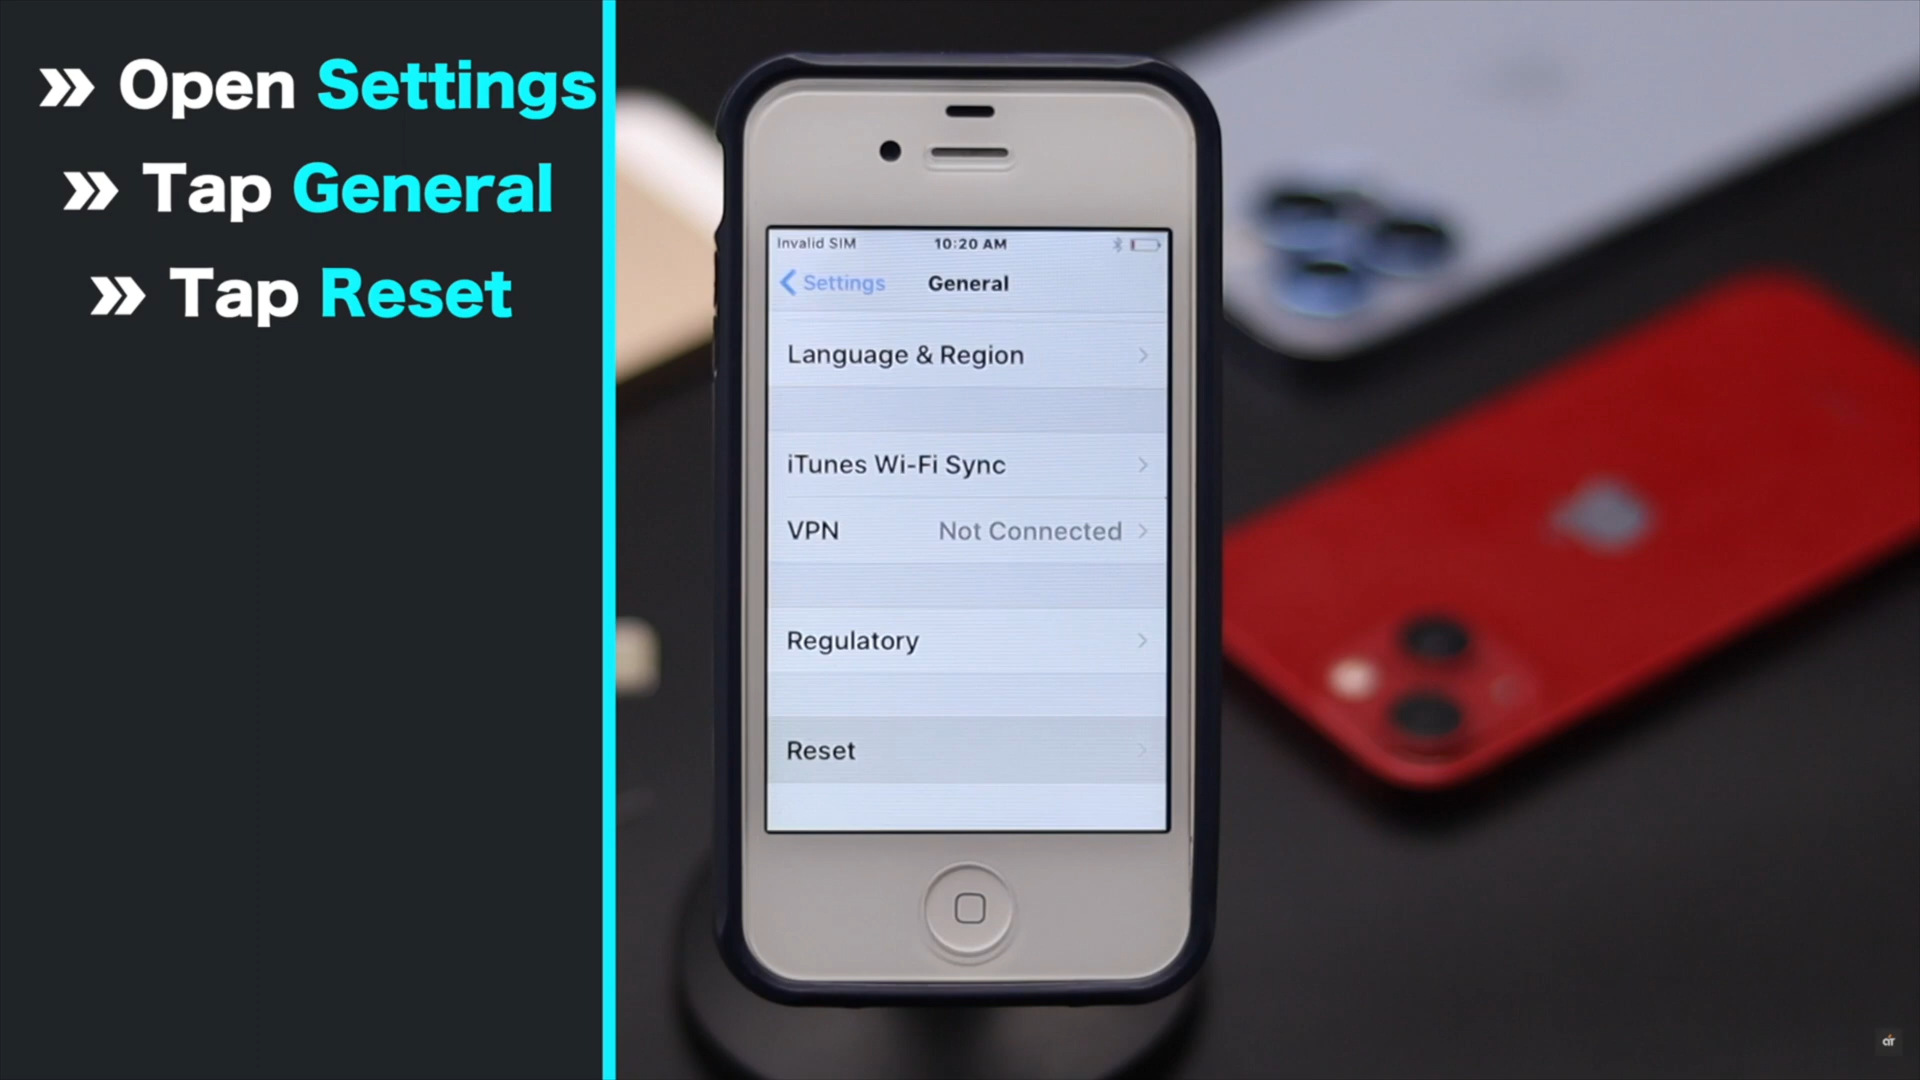 » Open Settings
» Tap General
» Tap Reset
Invalid SIM 10:20 AM
Settings General
Language & Region
iTunes Wi-Fi Sync
VPN Not Connected
Regulatory
Reset